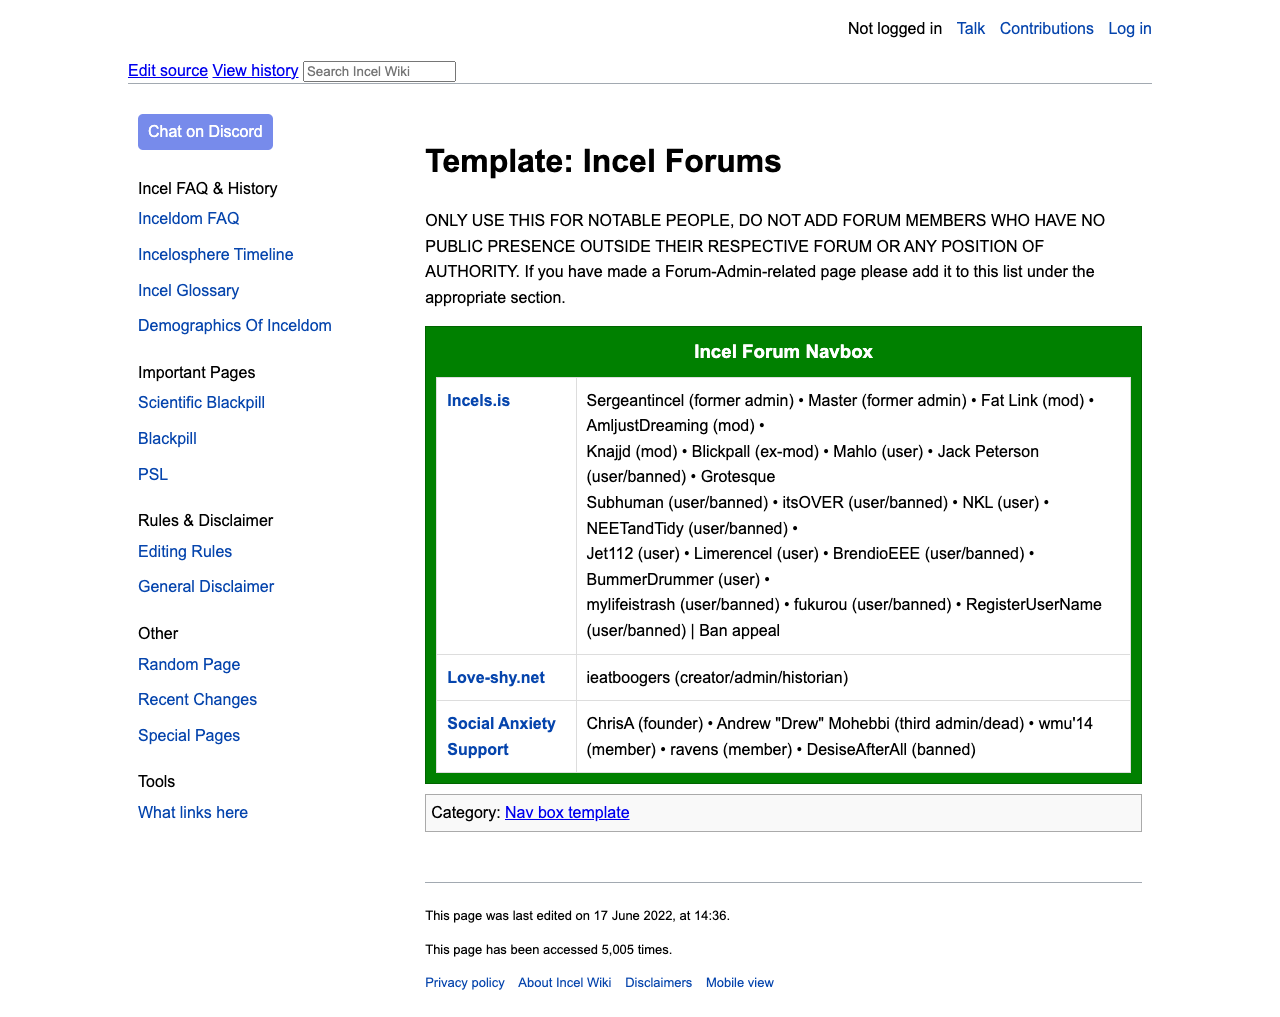 Not logged in Talk Contributions Log in
Edit source View history Search Incel Wiki
Chat on Discord
Incel FAQ & History
Inceldom FAQ
Incelosphere Timeline
Incel Glossary
Demographics Of Inceldom
Important Pages
Scientific Blackpill
Blackpill
PSL
Rules & Disclaimer
Editing Rules
General Disclaimer
Other
Random Page
Recent Changes
Special Pages
Tools
What links here
Template: Incel Forums
ONLY USE THIS FOR NOTABLE PEOPLE, DO NOT ADD FORUM MEMBERS WHO HAVE NO
PUBLIC PRESENCE OUTSIDE THEIR RESPECTIVE FORUM OR ANY POSITION OF
AUTHORITY. If you have made a Forum-Admin-related page please add it to this list under the
appropriate section.
Incel Forum Navbox
Incels.is
Sergeantincel (former admin) • Master (former admin) • Fat Link (mod) •
AmljustDreaming (mod) •
Knajjd (mod) • Blickpall (ex-mod) • Mahlo (user) • Jack Peterson
(user/banned) • Grotesque
Subhuman (user/banned) • itsOVER (user/banned) • NKL (user) •
NEETandTidy (user/banned) •
Jet112 (user) • Limerencel (user) • BrendioEEE (user/banned) •
BummerDrummer (user) •
mylifeistrash (user/banned) • fukurou (user/banned) • RegisterUserName
(user/banned) | Ban appeal
Love-shy.net
ieatboogers (creator/admin/historian)
Social Anxiety
Support
ChrisA (founder) • Andrew "Drew" Mohebbi (third admin/dead) • wmu'14
(member) • ravens (member) • DesiseAfterAll (banned)
Category: Nav box template
This page was last edited on 17 June 2022, at 14:36.
This page has been accessed 5,005 times.
Privacy policy About Incel Wiki Disclaimers Mobile view